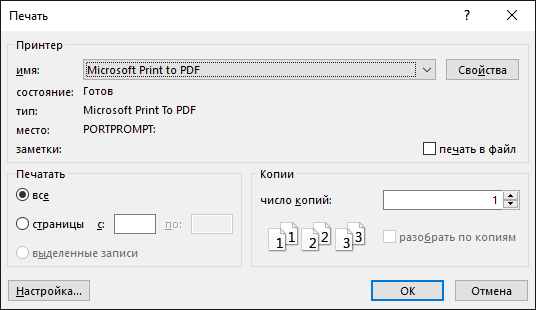 Печать
?
Принтер
имя: Microsoft Print to PDF Свойства
состояние: Готов
тип: Microsoft Print To PDF
место: PORTPROMPT:
заметки: печать в файл
Печатать
все
страницы с: по:
выделенные записи
Копии
число копий: 1
1 1 2 2 3 3 разобрать по копиям
Настройка... ОК Отмена